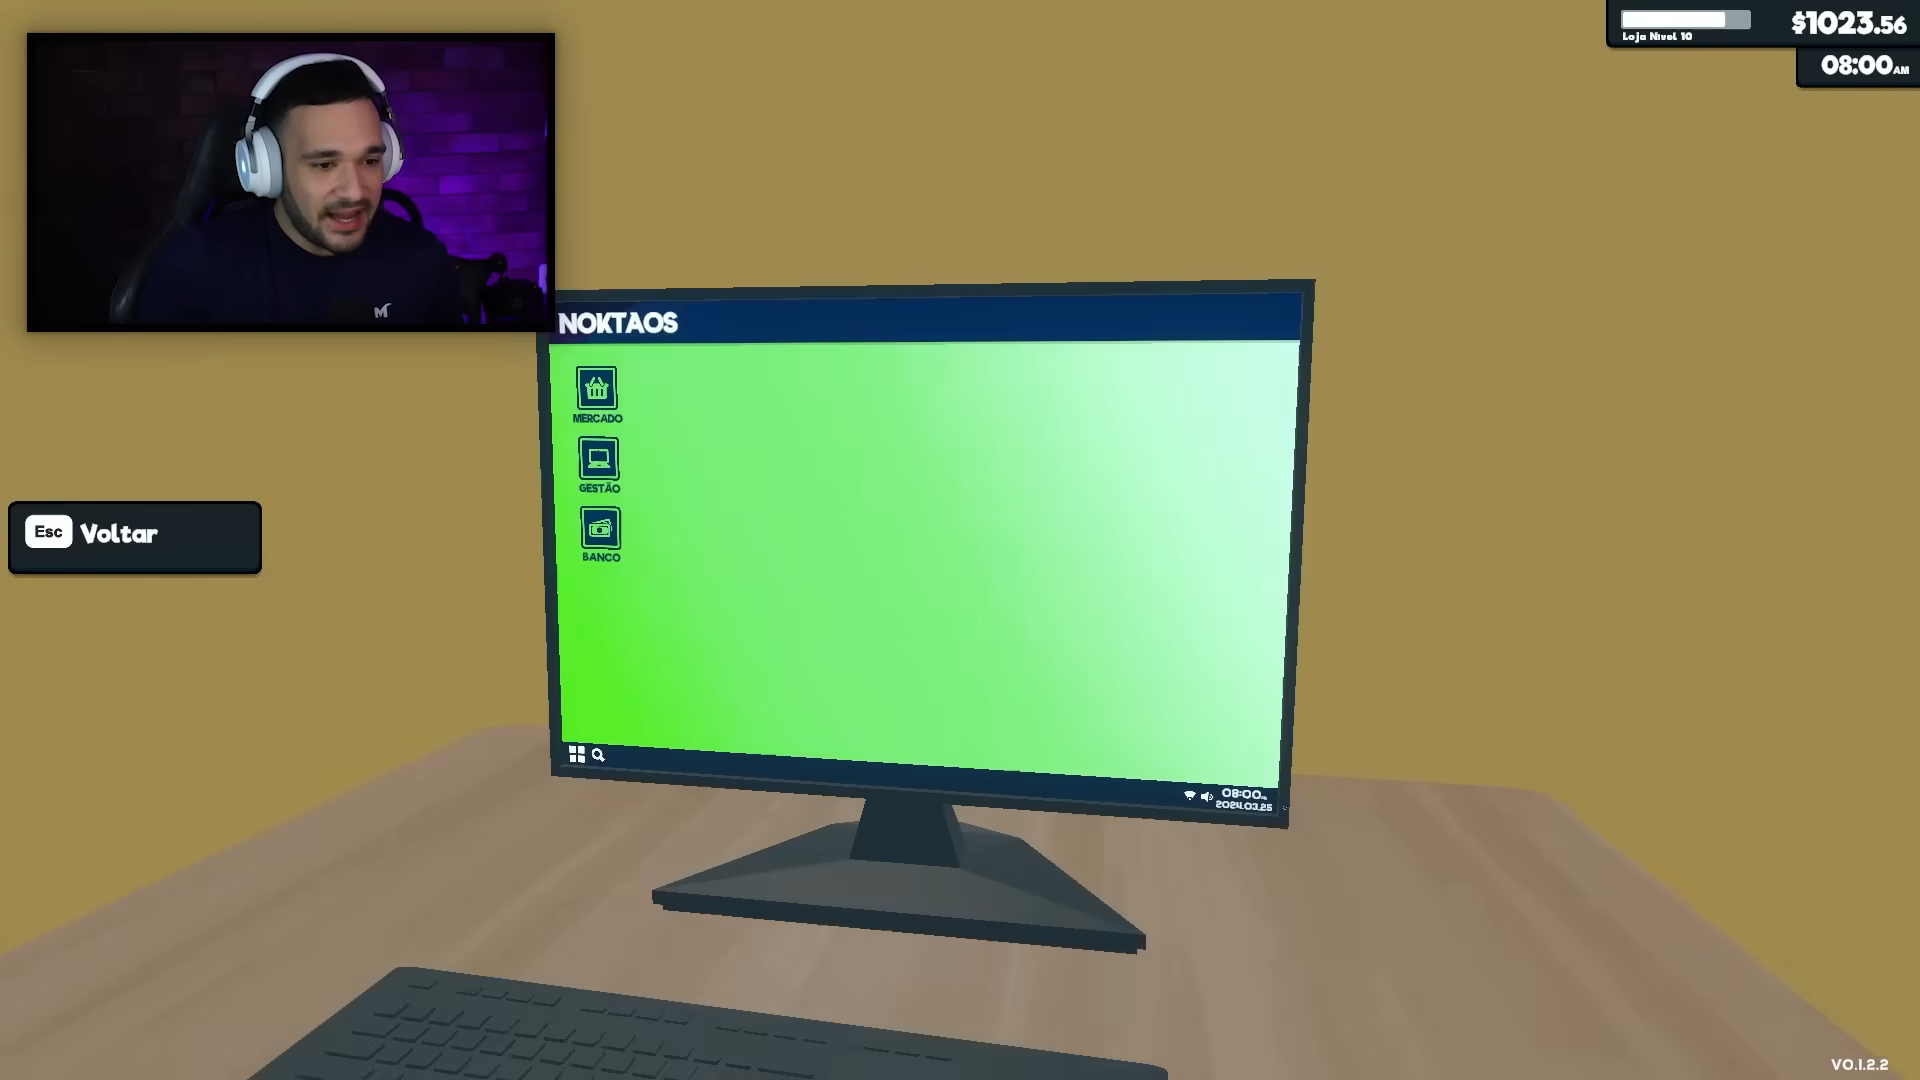 $1023.56
Loja Nível 10
08:00AM
M
NOKTAOS
MERCADO
GESTÃO
BANCO
Esc Voltar
08:00
2024.03.25
V0.1.2.2